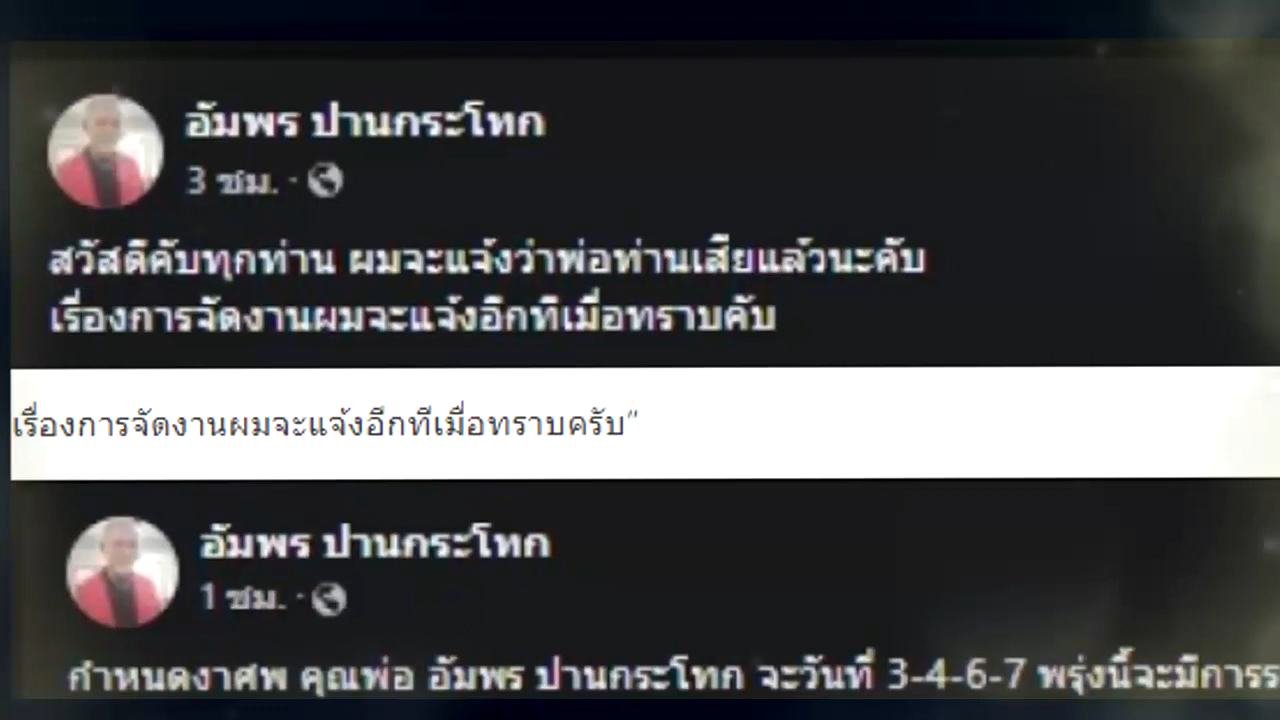 อัมพร ปานกระโทก
3 ชม. ·
สวัสดีคับทุกท่าน ผมจะแจ้งว่าพ่อท่านเสียแล้วนะคับ
เรื่องการจัดงานผมจะแจ้งอีกทีเมื่อทราบคับ
เรื่องการจัดงานผมจะแจ้งอีกทีเมื่อทราบครับ”
อัมพร ปานกระโทก
1 ชม. ·
กำหนดงาศพ คุณพ่อ อัมพร ปานกระโทก จะวันที่ 3-4-6-7 พรุ่งนี้จะมีการร